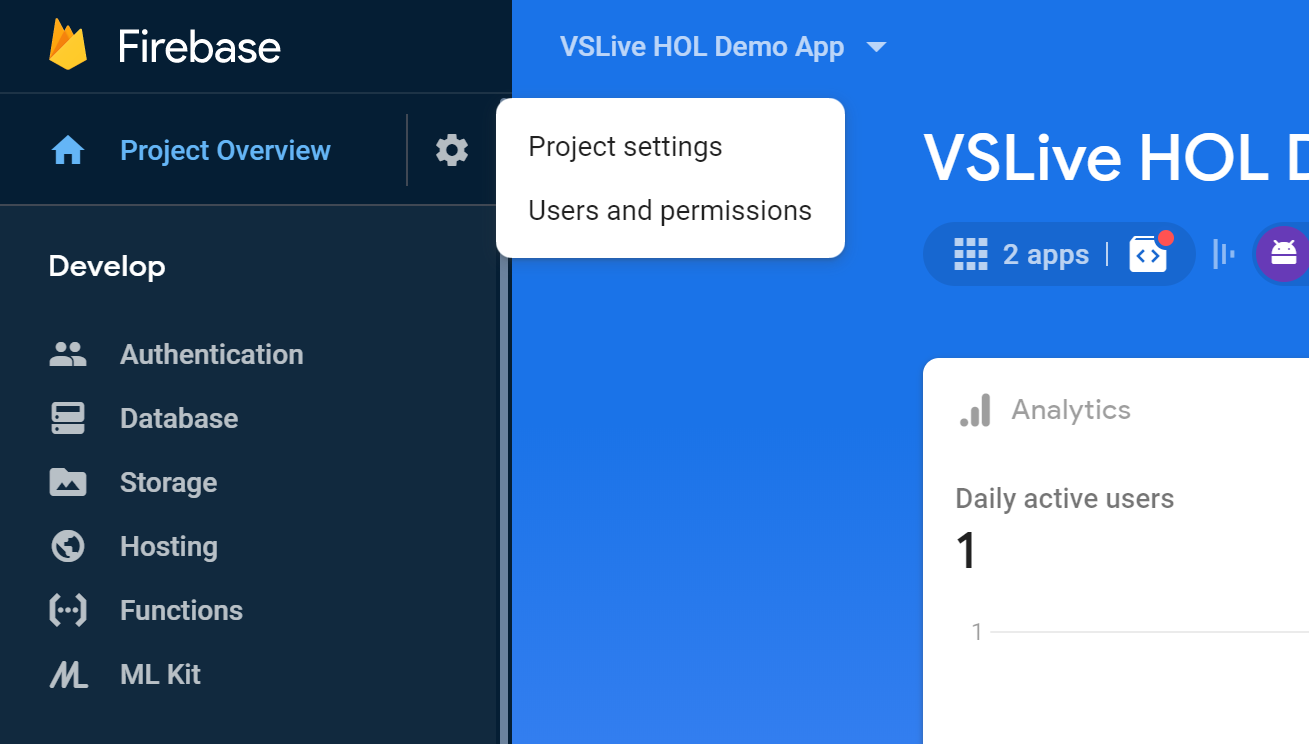 Firebase
VSLive HOL Demo App
Project Overview
Project settings
Users and permissions
VSLive HOL
2 apps
Develop
Authentication
Database
Storage
Hosting
Functions
ML Kit
Analytics
Daily active users
1
1